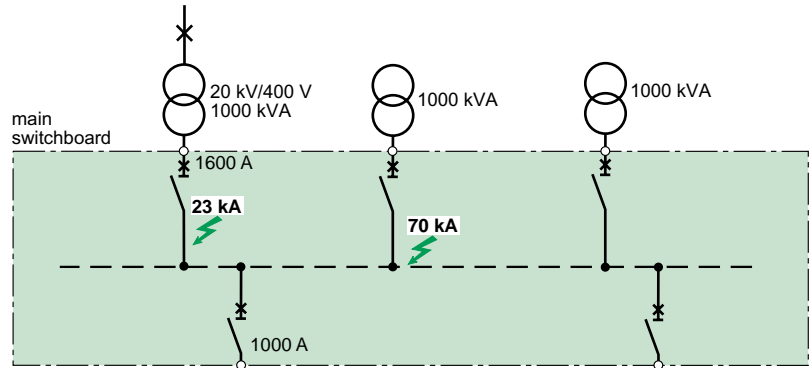 20 kV/400 V
1000 kVA
1000 kVA
1000 kVA
main
switchboard
1600 A
23 kA
70 kA
1000 A